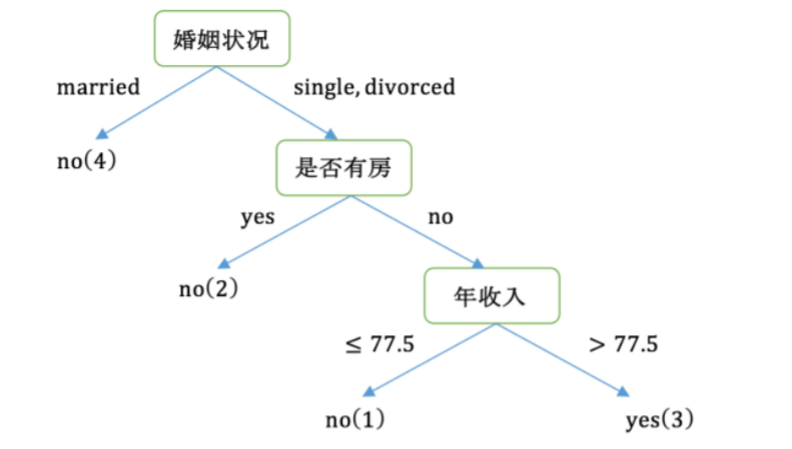 婚姻状况
married
single, divorced
no(4)
是否有房
yes
no
no(2)
年收入
≤ 77.5
> 77.5
no(1)
yes(3)